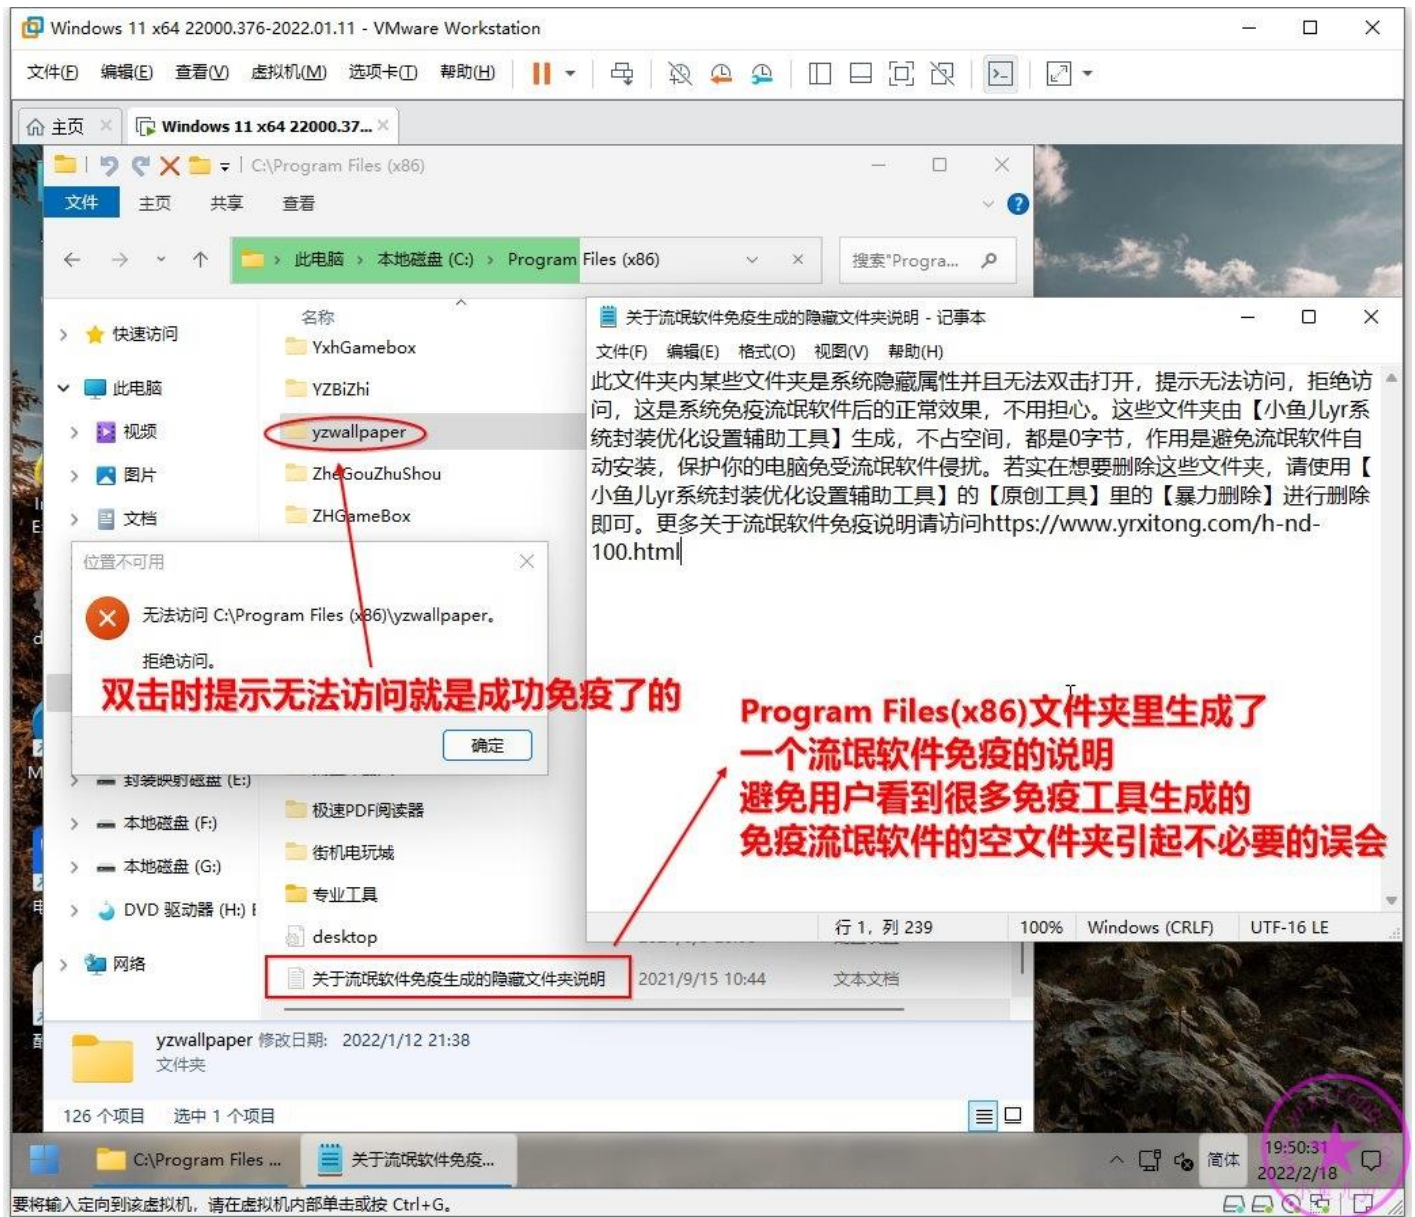 Windows 11 x64 22000.376-2022.01.11 - VMware Workstation
文件(F) 编辑(E) 查看(V) 虚拟机(M) 选项卡(T) 帮助(H)
主页
Windows 11 x64 22000.37...
C:\Program Files (x86)
文件 主页 共享 查看
此电脑 › 本地磁盘 (C:) › Program Files (x86)
搜索"Progra...
快速访问
此电脑
视频
图片
文档
名称
YxhGamebox
YZBiZhi
yzwallpaper
ZheGouZhuShou
ZHGameBox
关于流氓软件免疫生成的隐藏文件夹说明 - 记事本
文件(F) 编辑(E) 格式(O) 视图(V) 帮助(H)
此文件夹内某些文件夹是系统隐藏属性并且无法双击打开，提示无法访问，拒绝访
问，这是系统免疫流氓软件后的正常效果，不用担心。这些文件夹由【小鱼儿yr系
统封装优化设置辅助工具】生成，不占空间，都是0字节，作用是避免流氓软件自
动安装，保护你的电脑免受流氓软件侵扰。若实在想要删除这些文件夹，请使用【
小鱼儿yr系统封装优化设置辅助工具】的【原创工具】里的【暴力删除】进行删除
即可。更多关于流氓软件免疫说明请访问https://www.yrxitong.com/h-nd-
100.html
位置不可用
无法访问 C:\Program Files (x86)\yzwallpaper。
拒绝访问。
双击时提示无法访问就是成功免疫了的
确定
Program Files(x86)文件夹里生成了
一个流氓软件免疫的说明
避免用户看到很多免疫工具生成的
免疫流氓软件的空文件夹引起不必要的误会
封装映射磁盘 (E:)
本地磁盘 (F:)
本地磁盘 (G:)
DVD 驱动器 (H:)
网络
极速PDF阅读器
街机电玩城
专业工具
desktop
关于流氓软件免疫生成的隐藏文件夹说明 2021/9/15 10:44 文本文档
行 1，列 239 100% Windows (CRLF) UTF-16 LE
yzwallpaper 修改日期: 2022/1/12 21:38
文件夹
126 个项目 选中 1 个项目
C:\Program Files ...
关于流氓软件免疫...
简体
19:50:31
2022/2/18
要将输入定向到该虚拟机，请在虚拟机内部单击或按 Ctrl+G。